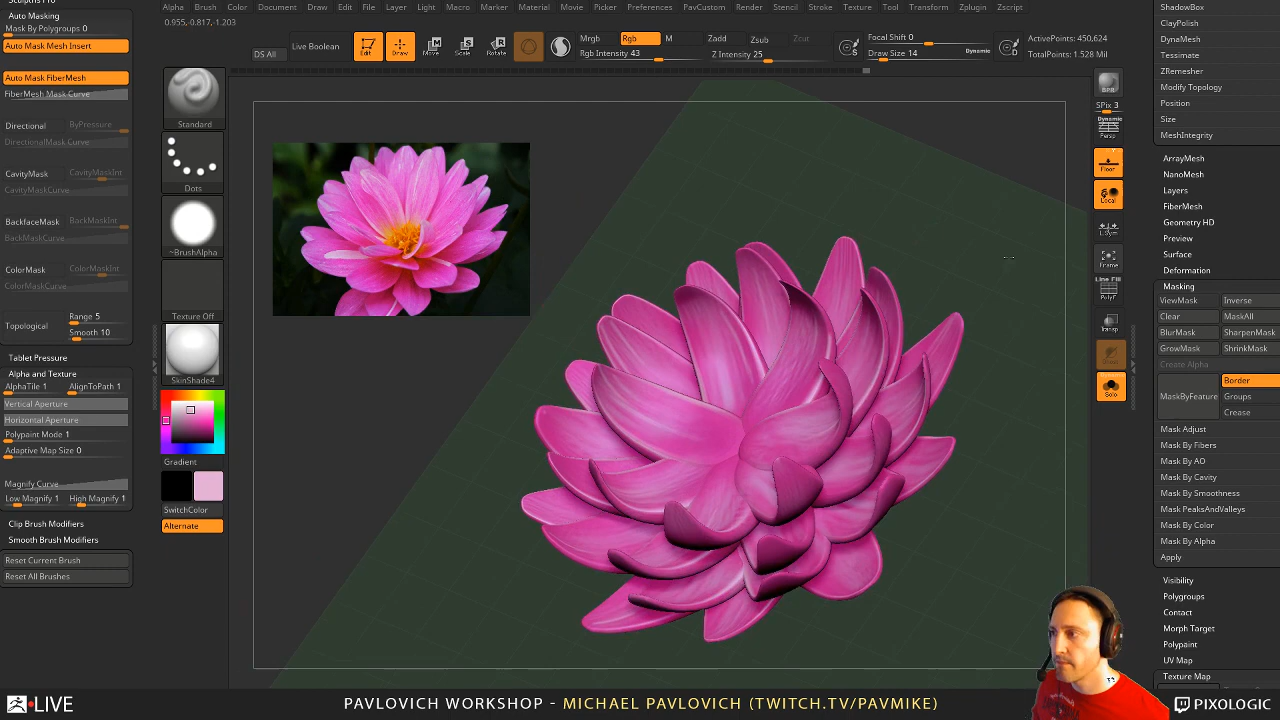 Auto Masking
Alpha Brush Color Document Draw Edit File Layer Light Macro Marker Material Movie Picker Preferences PavCustom Render Stencil Stroke Texture Tool Transform Zplugin Zscript
Mask By Polygroups 0
0.955,-0.817,-1.203
Auto Mask Mesh Insert
DS All
Live Boolean
Edit
Draw
Move
Scale
Rotate
Mrgb Rgb M
Rgb Intensity 43
Zadd Zsub Zcut
Z Intensity 25
Focal Shift 0
Draw Size 14
Dynamic
ActivePoints: 450,624
TotalPoints: 1.528 Mil
Auto Mask FiberMesh
FiberMesh Mask Curve
Directional ByPressure
DirectionalMask Curve
CavityMask CavityMaskInt
CavityMaskCurve
BackfaceMask BackMaskInt
BackMaskCurve
ColorMask ColorMaskInt
ColorMaskCurve
Topological
Range 5
Smooth 10
Tablet Pressure
Alpha and Texture
AlphaTile 1 AlignToPath 1
Vertical Aperture
Horizontal Aperture
Polypaint Mode 1
Adaptive Map Size 0
Magnify Curve
Low Magnify 1 High Magnify 1
Clip Brush Modifiers
Smooth Brush Modifiers
Reset Current Brush
Reset All Brushes
Standard
Dots
~BrushAlpha
Texture Off
SkinShade4
Gradient
SwitchColor
Alternate
BPR
SPix 3
Dynamic
Persp
Floor
Local
Frame
Line Fill
PolyF
Transp
Solo
ShadowBox
ClayPolish
DynaMesh
Tessimate
ZRemesher
Modify Topology
Position
Size
MeshIntegrity
ArrayMesh
NanoMesh
Layers
FiberMesh
Geometry HD
Preview
Surface
Deformation
Masking
ViewMask Inverse
Clear MaskAll
BlurMask SharpenMask
GrowMask ShrinkMask
Create Alpha
MaskByFeature
Border
Groups
Crease
Mask Adjust
Mask By Fibers
Mask By AO
Mask By Cavity
Mask By Smoothness
Mask PeaksAndValleys
Mask By Color
Mask By Alpha
Apply
Visibility
Polygroups
Contact
Morph Target
Polypaint
UV Map
Texture Map
LIVE
PAVLOVICH WORKSHOP - MICHAEL PAVLOVICH (TWITCH.TV/PAVMIKE)
PIXOLOGIC